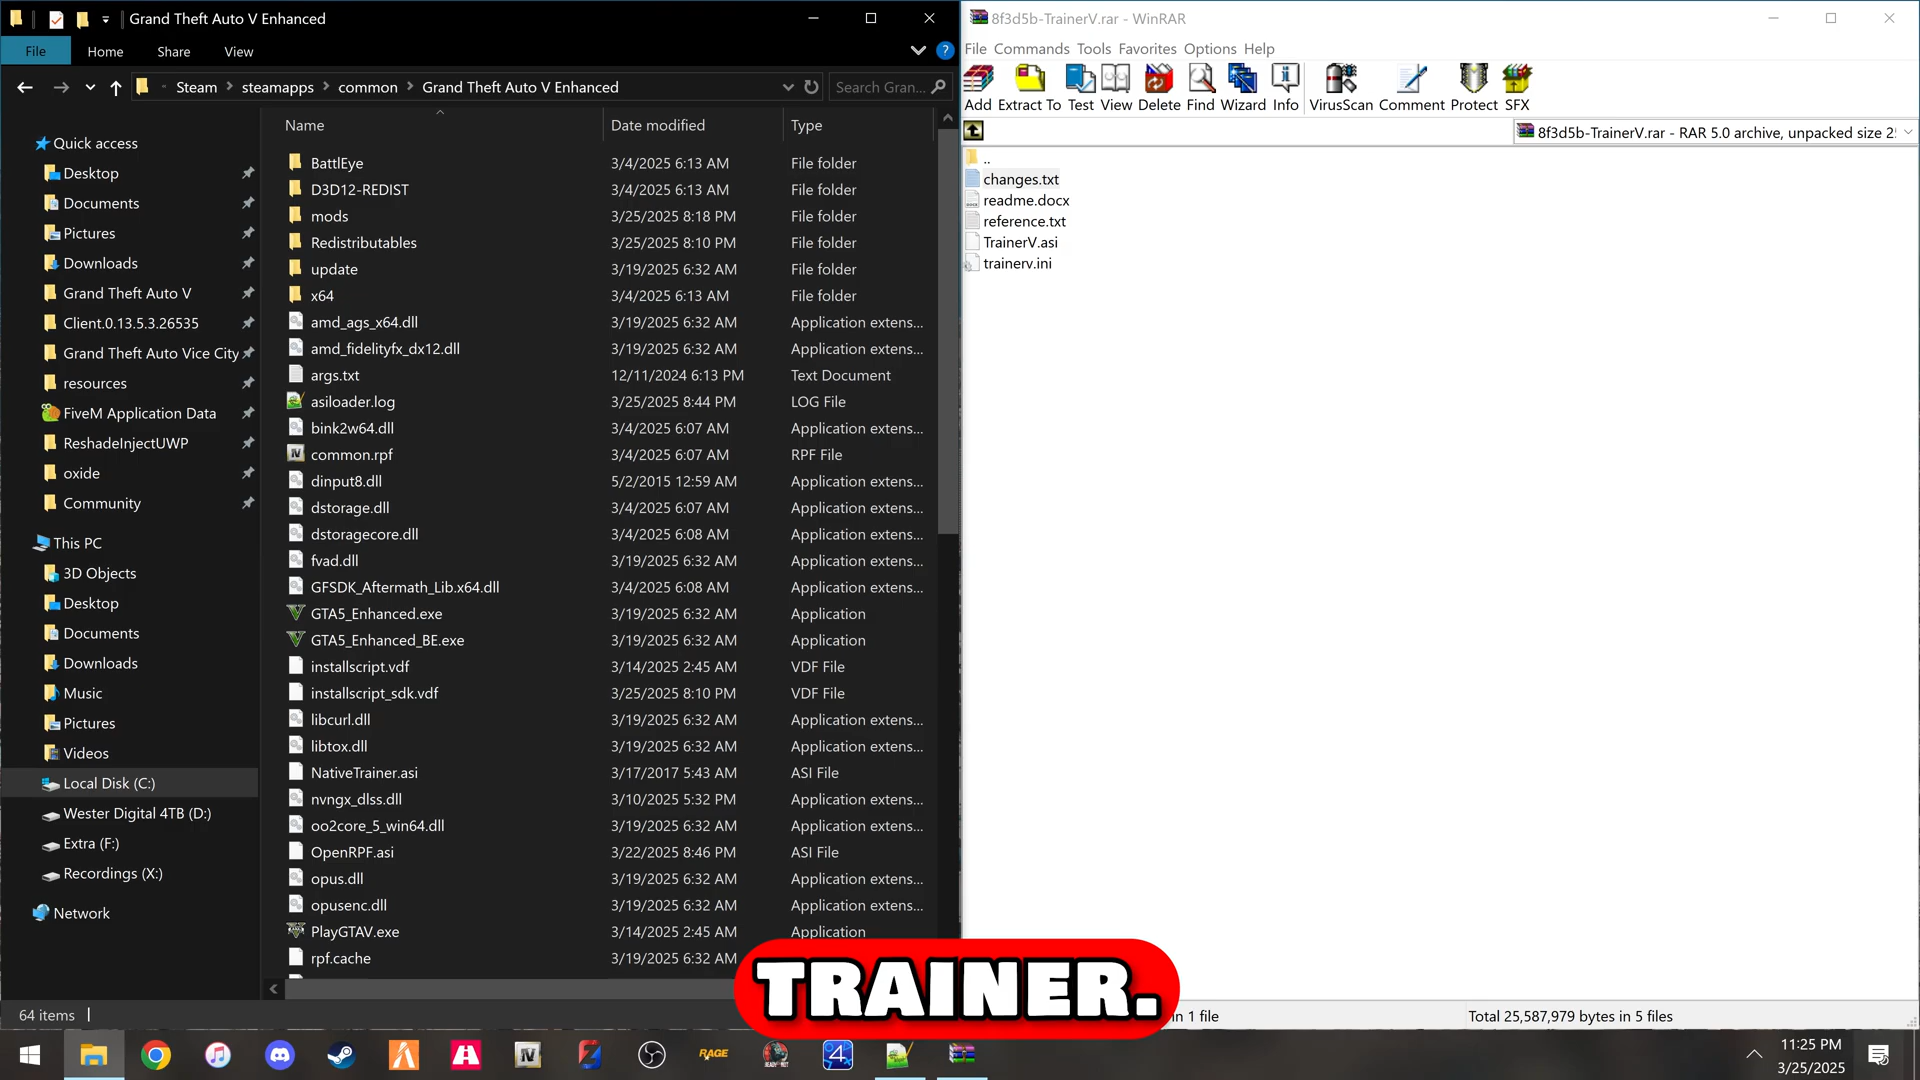 Grand Theft Auto V Enhanced
File Home Share View
Steam steamapps common Grand Theft Auto V Enhanced
Search Gran...
Name Date modified Type
Quick access
Desktop
Documents
Pictures
Downloads
Grand Theft Auto V
Client.0.13.5.3.26535
Grand Theft Auto Vice City
resources
FiveM Application Data
ReshadeInjectUWP
oxide
Community
This PC
3D Objects
Desktop
Documents
Downloads
Music
Pictures
Videos
Local Disk (C:)
Wester Digital 4TB (D:)
Extra (F:)
Recordings (X:)
Network
BattlEye 3/4/2025 6:13 AM File folder
D3D12-REDIST 3/4/2025 6:13 AM File folder
mods 3/25/2025 8:18 PM File folder
Redistributables 3/25/2025 8:10 PM File folder
update 3/19/2025 6:32 AM File folder
x64 3/4/2025 6:13 AM File folder
amd_ags_x64.dll 3/19/2025 6:32 AM Application extens...
amd_fidelityfx_dx12.dll 3/19/2025 6:32 AM Application extens...
args.txt 12/11/2024 6:13 PM Text Document
asiloader.log 3/25/2025 8:44 PM LOG File
bink2w64.dll 3/4/2025 6:07 AM Application extens...
common.rpf 3/4/2025 6:07 AM RPF File
dinput8.dll 5/2/2015 12:59 AM Application extens...
dstorage.dll 3/4/2025 6:07 AM Application extens...
dstoragecore.dll 3/4/2025 6:08 AM Application extens...
fvad.dll 3/19/2025 6:32 AM Application extens...
GFSDK_Aftermath_Lib.x64.dll 3/4/2025 6:08 AM Application extens...
GTA5_Enhanced.exe 3/19/2025 6:32 AM Application
GTA5_Enhanced_BE.exe 3/19/2025 6:32 AM Application
installscript.vdf 3/14/2025 2:45 AM VDF File
installscript_sdk.vdf 3/25/2025 8:10 PM VDF File
libcurl.dll 3/19/2025 6:32 AM Application extens...
libtox.dll 3/19/2025 6:32 AM Application extens...
NativeTrainer.asi 3/17/2017 5:43 AM ASI File
nvngx_dlss.dll 3/10/2025 5:32 PM Application extens...
oo2core_5_win64.dll 3/19/2025 6:32 AM Application extens...
OpenRPF.asi 3/22/2025 8:46 PM ASI File
opus.dll 3/19/2025 6:32 AM Application extens...
opusenc.dll 3/19/2025 6:32 AM Application extens...
PlayGTAV.exe 3/14/2025 2:45 AM Application
rpf.cache 3/19/2025 6:32 AM
64 items
8f3d5b-TrainerV.rar - WinRAR
File Commands Tools Favorites Options Help
Add Extract To Test View Delete Find Wizard Info VirusScan Comment Protect SFX
8f3d5b-TrainerV.rar - RAR 5.0 archive, unpacked size 2
..
changes.txt
readme.docx
reference.txt
TrainerV.asi
trainerv.ini
in 1 file
Total 25,587,979 bytes in 5 files
TRAINER.
RAGE
4
11:25 PM
3/25/2025